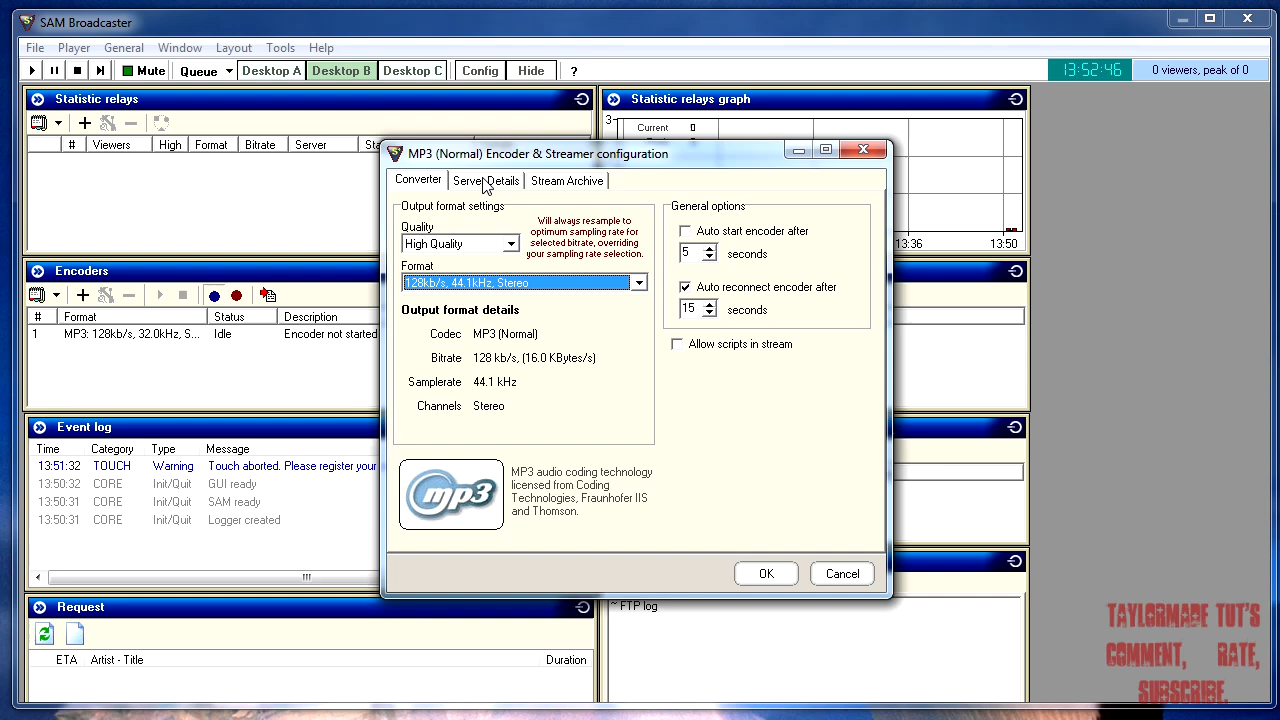 SAM Broadcaster
File Player General Window Layout Tools Help
Mute Queue Desktop A Desktop B Desktop C Config Hide ? 13:52:46 0 viewers, peak of 0
Statistic relays
# Viewers High Format Bitrate Server
Statistic relays graph
3
Current 0
13:36 13:50
MP3 (Normal) Encoder & Streamer configuration
Converter Server Details Stream Archive
Output format settings
Quality
High Quality
Will always resample to
optimum sampling rate for
selected bitrate, overriding
your sampling rate selection.
Format
128kb/s, 44.1kHz, Stereo
Output format details
Codec MP3 (Normal)
Bitrate 128 kb/s, (16.0 KBytes/s)
Samplerate 44.1 kHz
Channels Stereo
mp3
MP3 audio coding technology
licensed from Coding
Technologies, Fraunhofer IIS
and Thomson.
General options
Auto start encoder after
5 seconds
Auto reconnect encoder after
15 seconds
Allow scripts in stream
OK Cancel
Encoders
# Format Status Description
1 MP3: 128kb/s, 32.0kHz, S... Idle Encoder not started
Event log
Time Category Type Message
13:51:32 TOUCH Warning Touch aborted. Please register your
13:50:32 CORE Init/Quit GUI ready
13:50:31 CORE Init/Quit SAM ready
13:50:31 CORE Init/Quit Logger created
Request
ETA Artist - Title Duration
~ FTP log
TAYLORMADE TUT'S
COMMENT, RATE,
SUBSCRIBE.